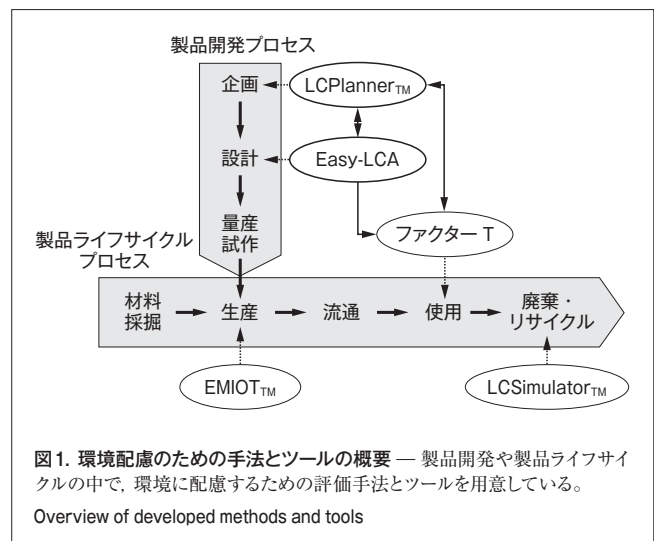 製品開発プロセス
企画
LCPlannerTM
設計
Easy-LCA
量産
試作
ファクター T
製品ライフサイクル
プロセス
材料
採掘
生産
流通
使用
廃棄・
リサイクル
EMIOTTM
LCSimulatorTM
図1. 環境配慮のための手法とツールの概要 — 製品開発や製品ライフサイ
クルの中で, 環境に配慮するための評価手法とツールを用意している。
Overview of developed methods and tools